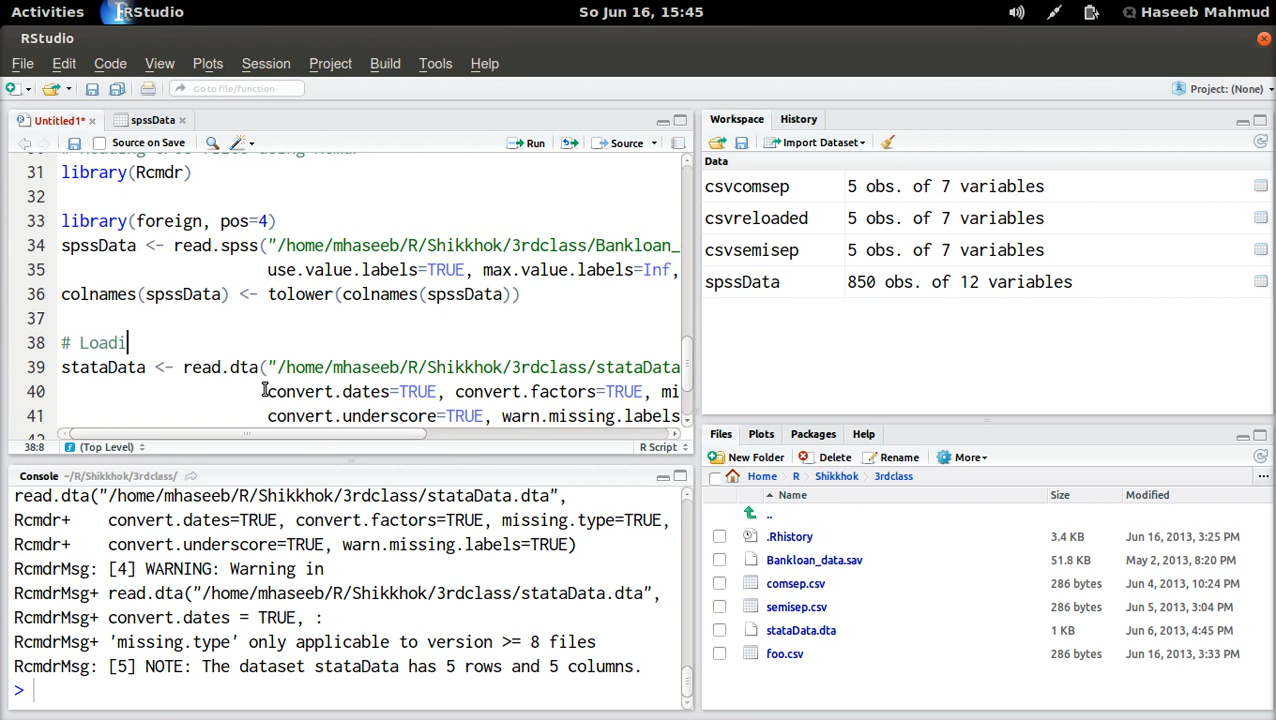 Activities RStudio So Jun 16, 15:45 Haseeb Mahmud
RStudio
File Edit Code View Plots Session Project Build Tools Help
Go to file/function Project: (None)
Untitled1* spssData
Source on Save Run Source
31 library(Rcmdr)
32
33 library(foreign, pos=4)
34 spssData <- read.spss("/home/mhaseeb/R/Shikkhok/3rdclass/Bankloan_
35 use.value.labels=TRUE, max.value.labels=Inf,
36 colnames(spssData) <- tolower(colnames(spssData))
37
38 # Loadi
39 stataData <- read.dta("/home/mhaseeb/R/Shikkhok/3rdclass/stataData
40 convert.dates=TRUE, convert.factors=TRUE, mi
41 convert.underscore=TRUE, warn.missing.labels
38:8 (Top Level) R Script
Console ~/R/Shikkhok/3rdclass/
read.dta("/home/mhaseeb/R/Shikkhok/3rdclass/stataData.dta",
Rcmdr+ convert.dates=TRUE, convert.factors=TRUE, missing.type=TRUE,
Rcmdr+ convert.underscore=TRUE, warn.missing.labels=TRUE)
RcmdrMsg: [4] WARNING: Warning in
RcmdrMsg+ read.dta("/home/mhaseeb/R/Shikkhok/3rdclass/stataData.dta",
RcmdrMsg+ convert.dates = TRUE, :
RcmdrMsg+ 'missing.type' only applicable to version >= 8 files
RcmdrMsg: [5] NOTE: The dataset stataData has 5 rows and 5 columns.
>
Workspace History
Import Dataset
Data
csvcomsep 5 obs. of 7 variables
csvreloaded 5 obs. of 7 variables
csvsemisep 5 obs. of 7 variables
spssData 850 obs. of 12 variables
Files Plots Packages Help
New Folder Delete Rename More
Home R Shikkhok 3rdclass ...
Name Size Modified
..
.Rhistory 3.4 KB Jun 16, 2013, 3:25 PM
Bankloan_data.sav 51.8 KB May 2, 2013, 8:20 PM
comsep.csv 286 bytes Jun 4, 2013, 10:24 PM
semisep.csv 286 bytes Jun 5, 2013, 3:04 PM
stataData.dta 1 KB Jun 6, 2013, 4:45 PM
foo.csv 286 bytes Jun 16, 2013, 3:33 PM